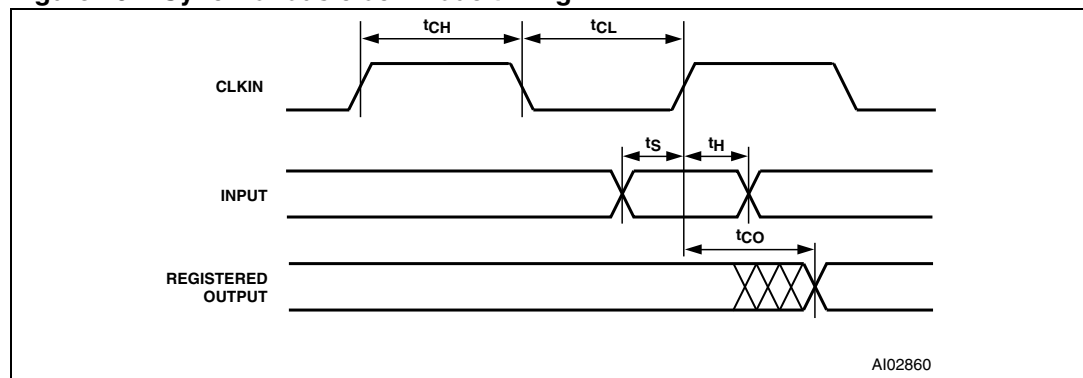 tCH
tCL
CLKIN
tS
tH
INPUT
tCO
REGISTERED
OUTPUT
AI02860